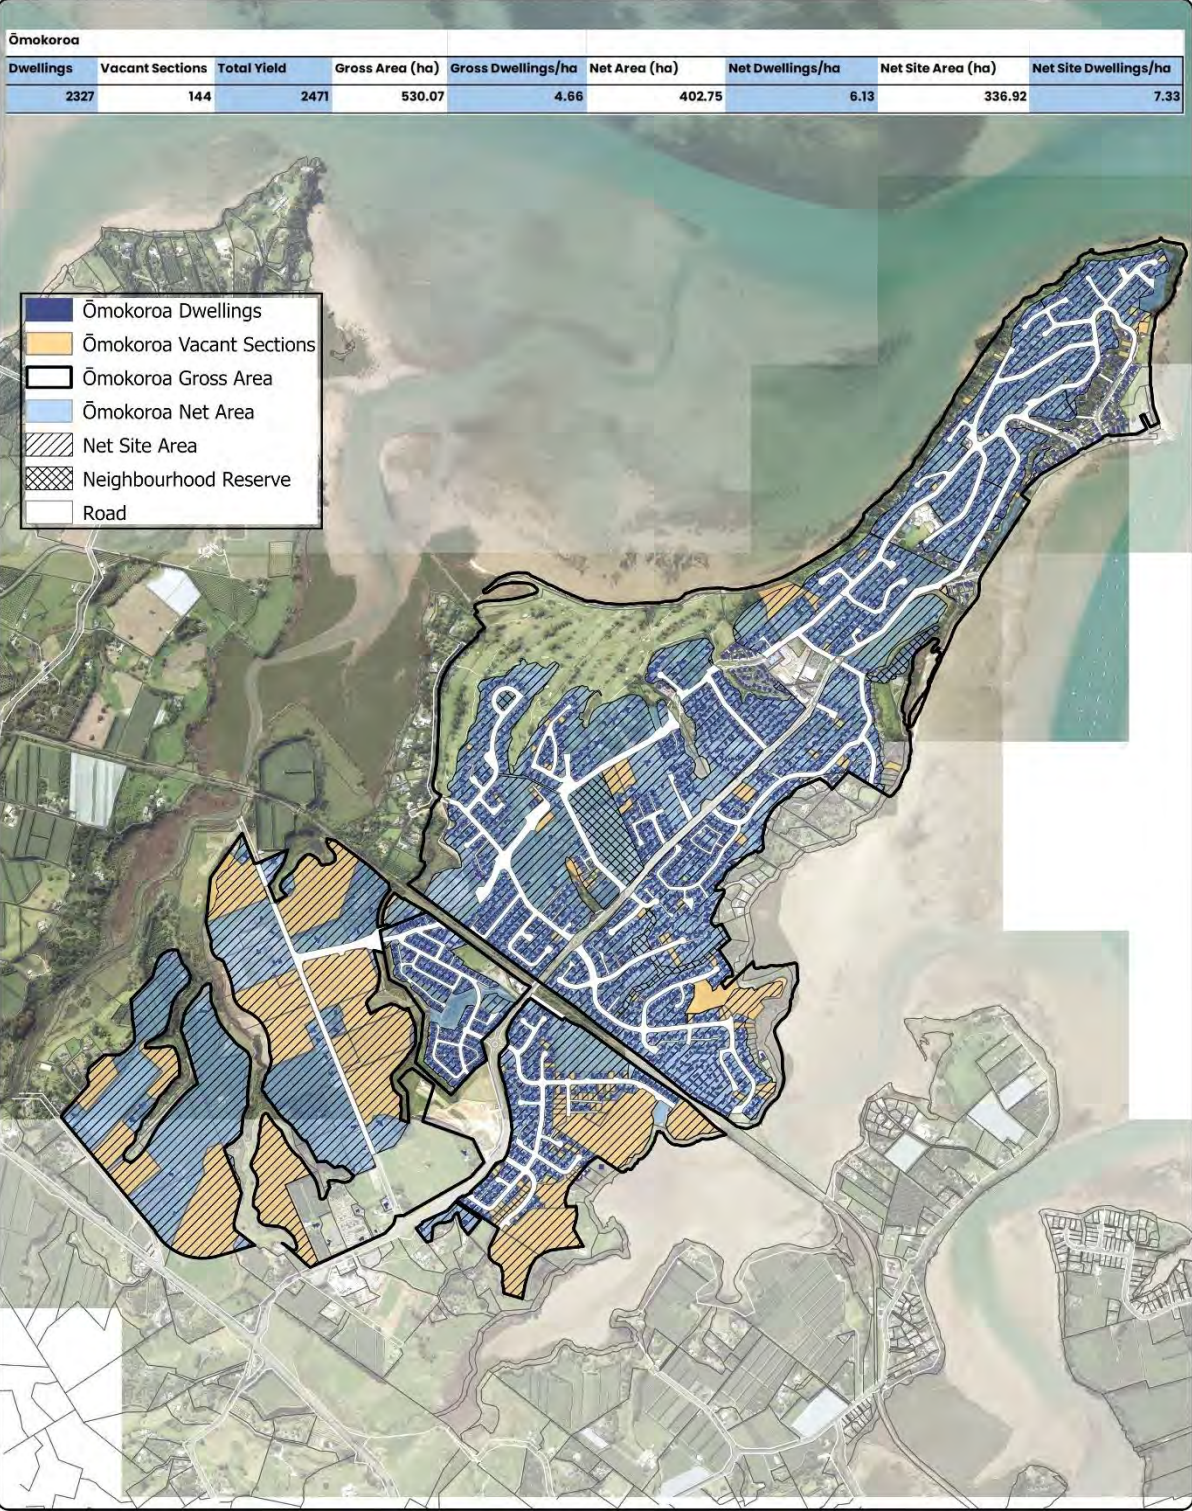 Ōmokoroa
Dwellings Vacant Sections Total Yield Gross Area (ha) Gross Dwellings/ha Net Area (ha) Net Dwellings/ha Net Site Area (ha) Net Site Dwellings/ha
2327 144 2471 530.07 4.66 402.75 6.13 336.92 7.33
Ōmokoroa Dwellings
Ōmokoroa Vacant Sections
Ōmokoroa Gross Area
Ōmokoroa Net Area
Net Site Area
Neighbourhood Reserve
Road